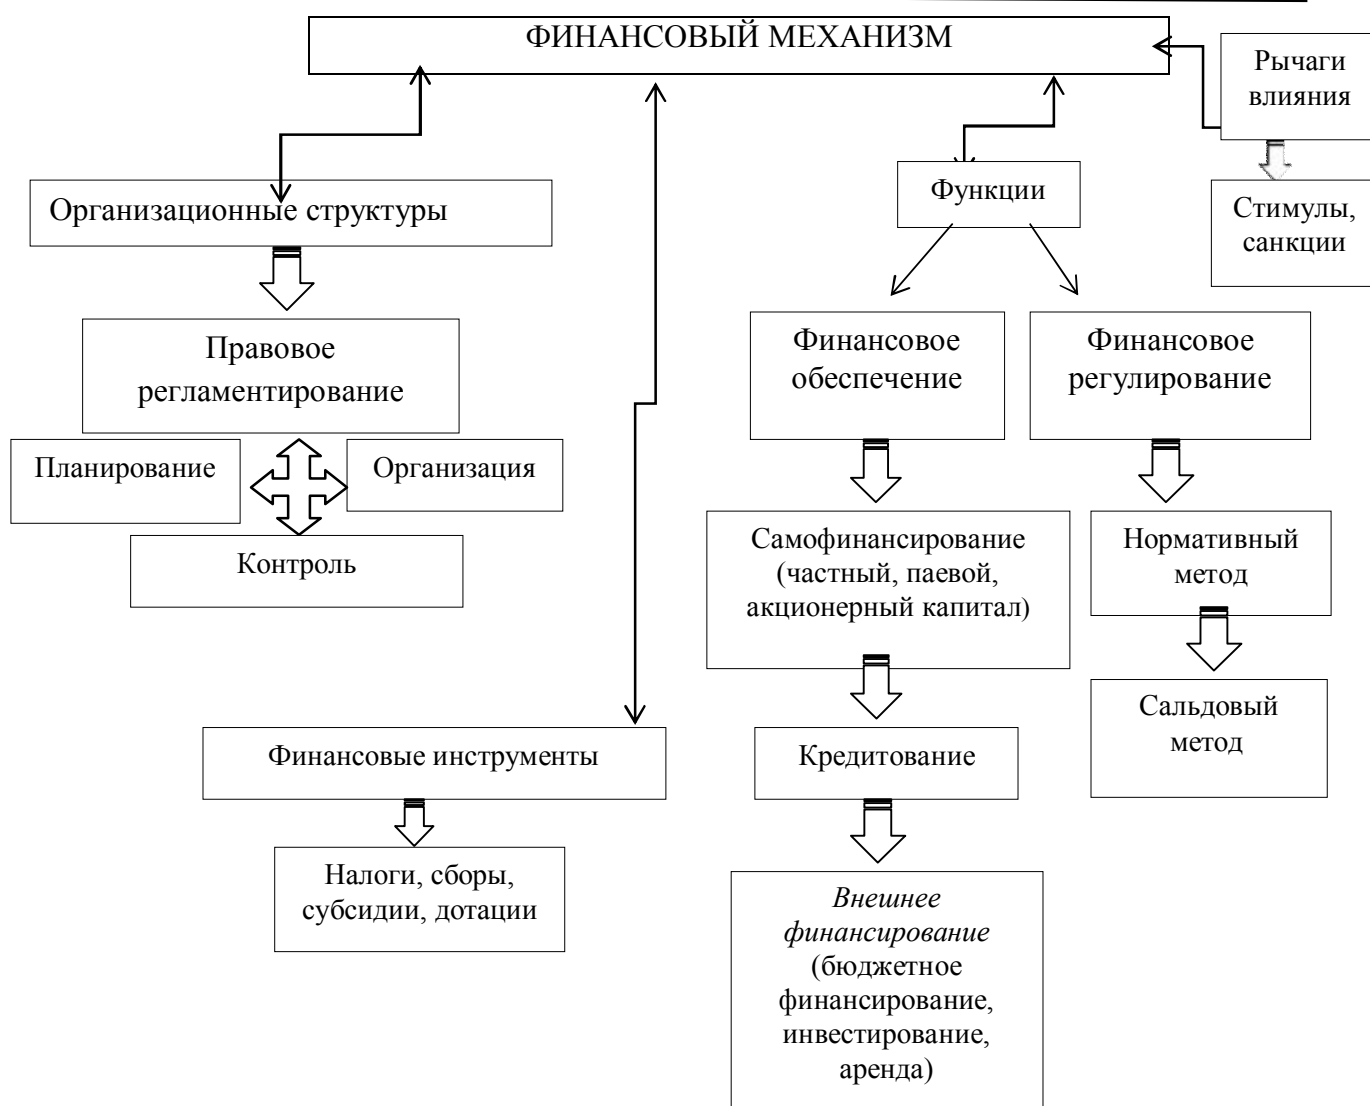 ФИНАНСОВЫЙ МЕХАНИЗМ
Рычаги
влияния
Функции
Организационные структуры
Стимулы,
санкции
Правовое
регламентирование
Финансовое
обеспечение
Финансовое
регулирование
Планирование
Организация
Контроль
Самофинансирование
(частный, паевой,
акционерный капитал)
Нормативный
метод
Сальдовый
метод
Финансовые инструменты
Кредитование
Налоги, сборы,
субсидии, дотации
Внешнее
финансирование
(бюджетное
финансирование,
инвестирование,
аренда)